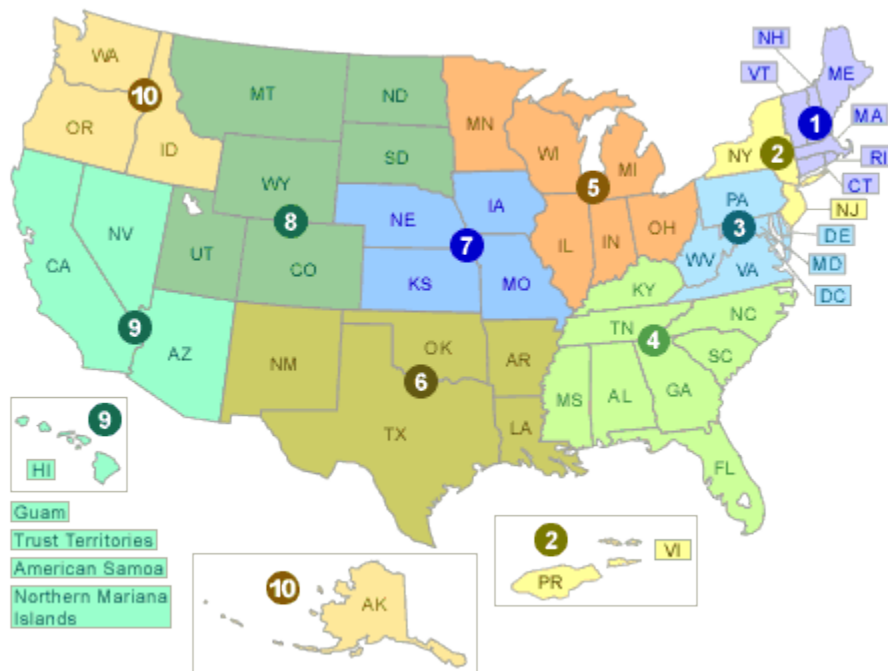 NH
WA
VT
ME
MT
ND
10
MN
1
MA
OR
ID
WI
MI
NY
2
RI
SD
CT
WY
5
PA
NJ
8
NE
IA
3
DE
NV
7
IL
IN
OH
WV
MD
UT
CO
VA
CA
KS
MO
DC
KY
NC
9
TN
4
AZ
OK
AR
SC
NM
6
MS
AL
GA
9
TX
LA
HI
FL
Guam
Trust Territories
2
VI
American Samoa
10
PR
Northern Mariana
Islands
AK